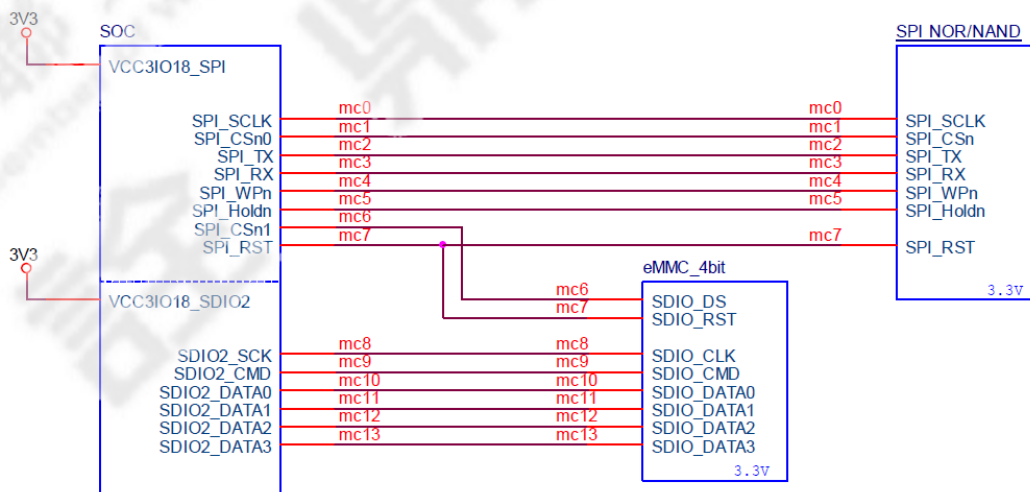 3V3
SOC
SPI NOR/NAND
VCC3IO18_SPI
SPI_SCLK mc0 mc0 SPI_SCLK
SPI_CSn0 mc1 mc1 SPI_CSn
SPI_TX mc2 mc2 SPI_TX
SPI_RX mc3 mc3 SPI_RX
SPI_WPn mc4 mc4 SPI_WPn
SPI_Holdn mc5 mc5 SPI_Holdn
SPI_CSn1 mc6
SPi_RST mc7 mc7 SPI_RST
3V3
eMMC_4bit
3.3V
VCC3IO18_SDIO2
mc6 SDIO_DS
mc7 SDIO_RST
SDIO2_SCK mc8 mc8 SDIO_CLK
SDIO2_CMD mc9 mc9 SDIO_CMD
SDIO2_DATA0 mc10 mc10 SDIO_DATA0
SDIO2_DATA1 mc11 mc11 SDIO_DATA1
SDIO2_DATA2 mc12 mc12 SDIO_DATA2
SDIO2_DATA3 mc13 mc13 SDIO_DATA3
3.3V